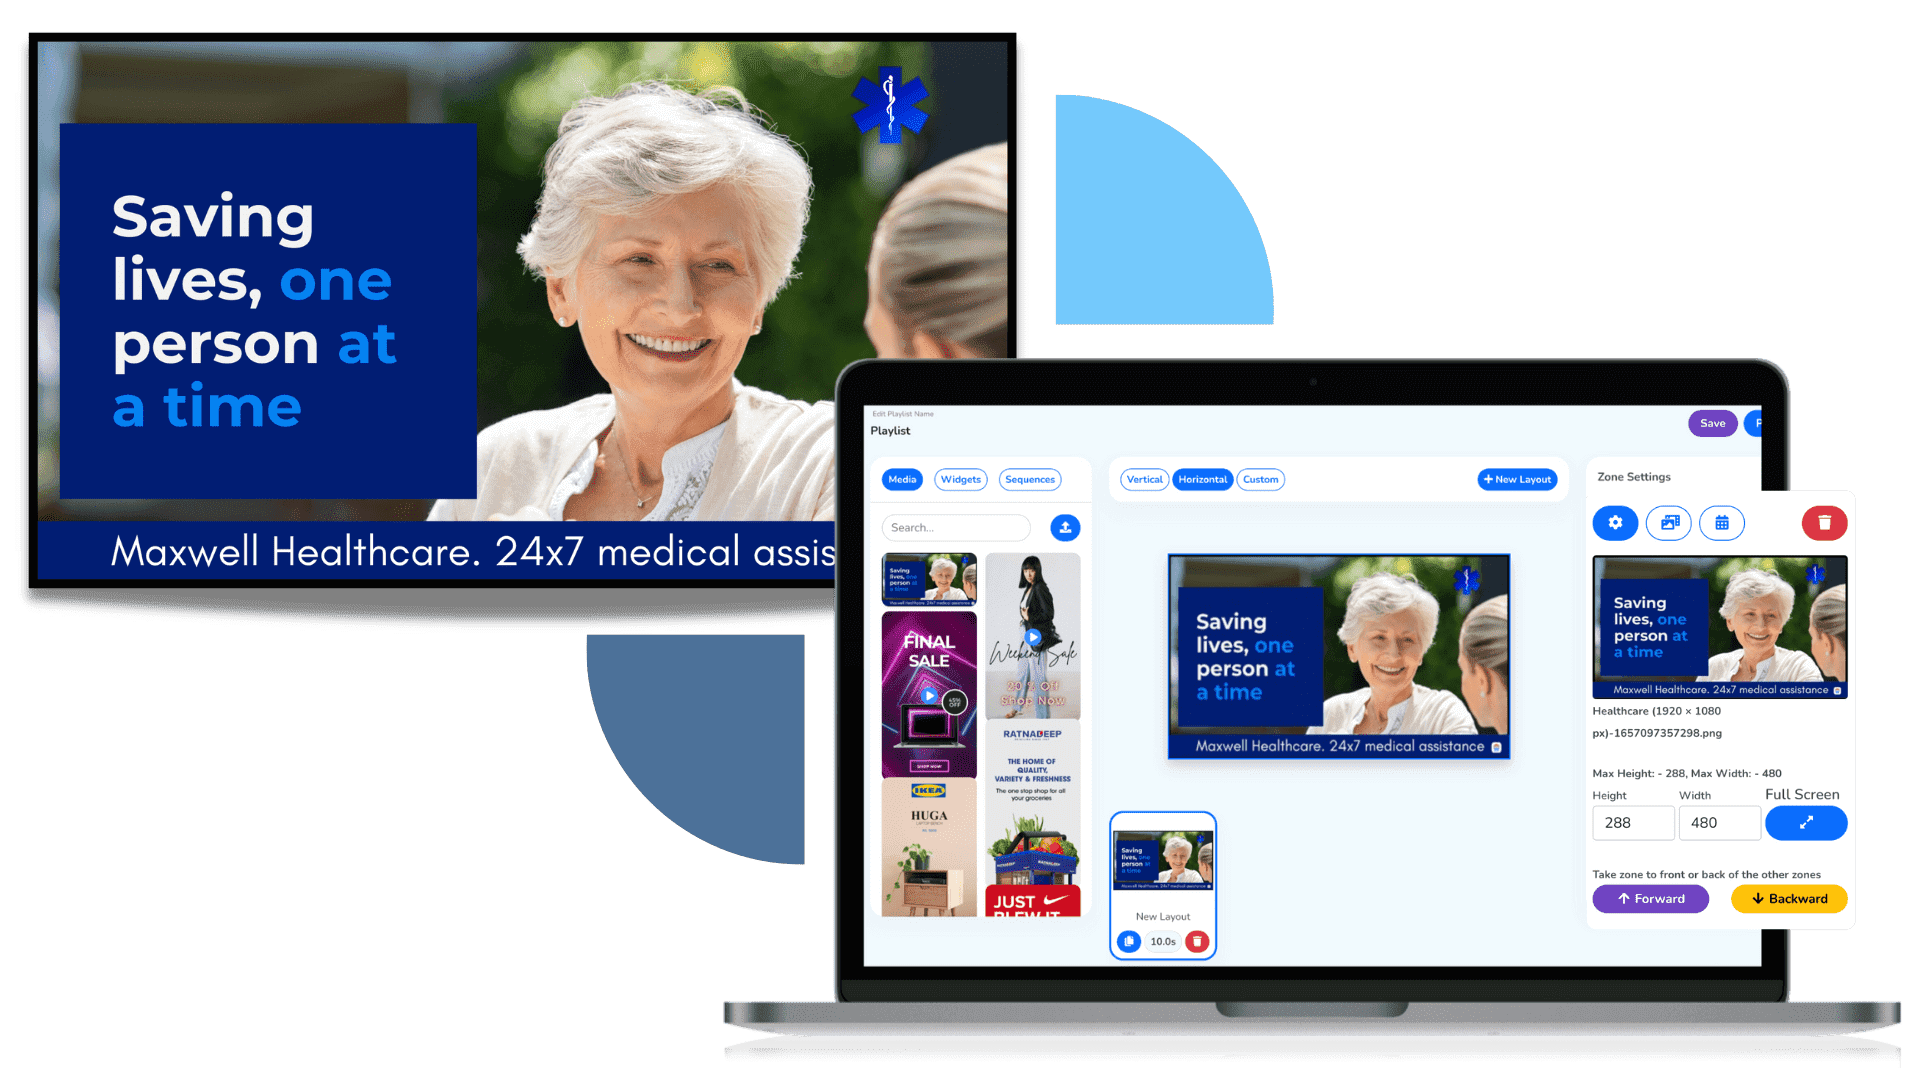 Saving
lives, one
person at
a time
Maxwell Healthcare. 24x7 medical assis
Edit Playlist Name
Playlist
Save
P
Media
Widgets
Sequences
Search...
Saving
lives, one
person at
a time
Maxwell Healthcare. 24x7 medical assistance
FINAL
SALE
OFF
SHOP NOW!
IKEA
HUGA
Weekend Sale
20% Off
Shop Now
RATNADEEP
THE HOME OF
QUALITY,
VARIETY & FRESHNESS
The one stop shop for all
your groceries
JUST
Vertical
Horizontal
Custom
+ New Layout
Saving
lives, one
person at
a time
Maxwell Healthcare. 24x7 medical assistance
Saving
lives, one
person at
a time
Maxwell Healthcare. 24x7 medical assistance
New Layout
10.0s
Zone Settings
Saving
lives, one
person at
a time
Maxwell Healthcare. 24x7 medical assistance
Healthcare (1920 × 1080
px)-1657097357298.png
Max Height: - 288, Max Width: - 480
Height
Width
Full Screen
288
480
Take zone to front or back of the other zones
Forward
Backward